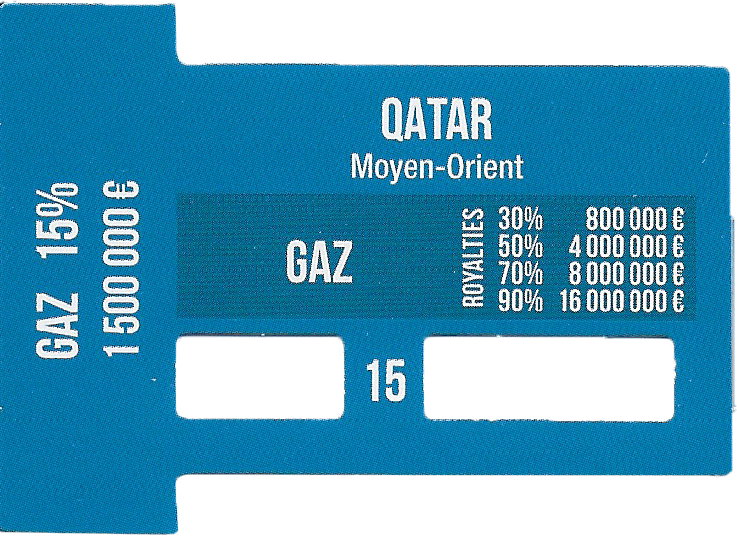 GAZ 15%
1 500 000 €
QATAR
Moyen-Orient
GAZ
ROYALTIES
30% 800 000 €
50% 4 000 000 €
70% 8 000 000 €
90% 16 000 000 €
15